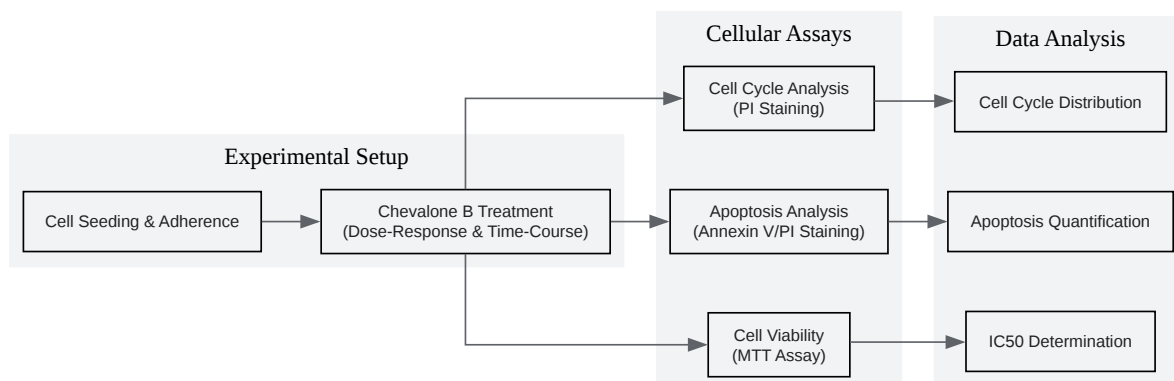 Experimental Setup
Cell Seeding & Adherence
Chevalone B Treatment
(Dose-Response & Time-Course)
Cellular Assays
Cell Cycle Analysis
(PI Staining)
Apoptosis Analysis
(Annexin V/PI Staining)
Cell Viability
(MTT Assay)
Data Analysis
Cell Cycle Distribution
Apoptosis Quantification
IC50 Determination